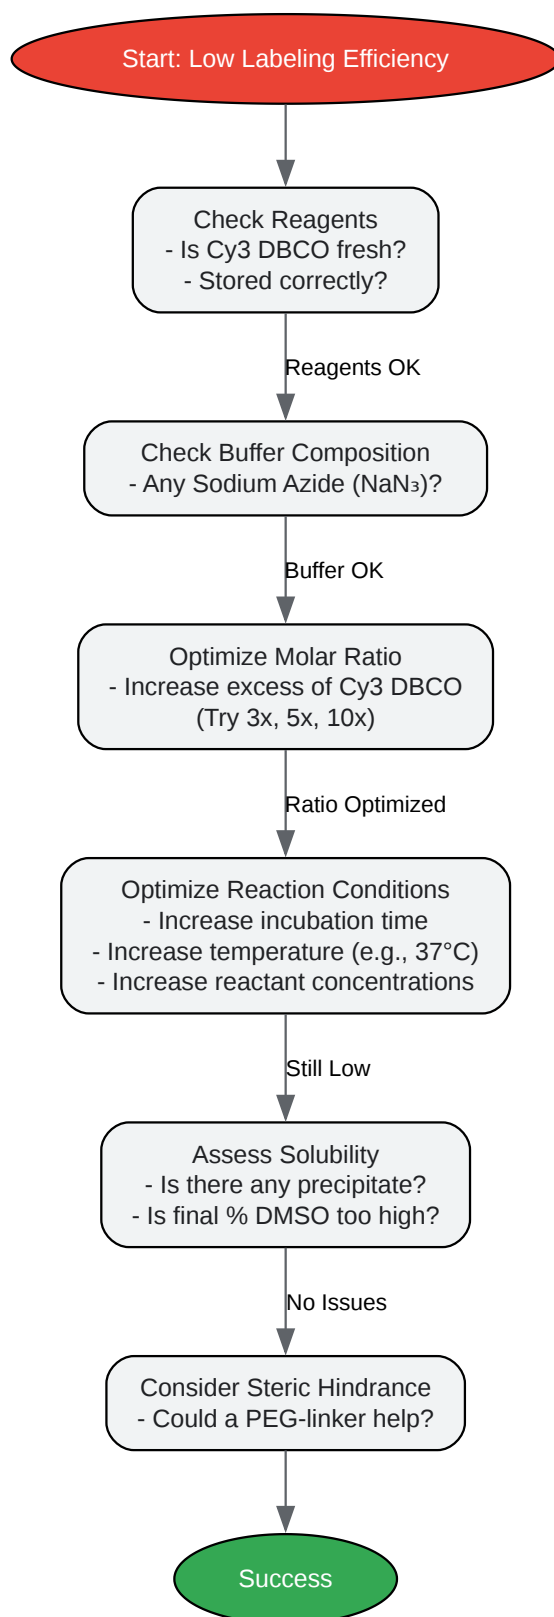 Start: Low Labeling Efficiency
Check Reagents
- Is Cy3 DBCO fresh?
- Stored correctly?
Reagents OK
Check Buffer Composition
- Any Sodium Azide (NaN₃)?
Buffer OK
Optimize Molar Ratio
- Increase excess of Cy3 DBCO
(Try 3x, 5x, 10x)
Ratio Optimized
Optimize Reaction Conditions
- Increase incubation time
- Increase temperature (e.g., 37°C)
- Increase reactant concentrations
Still Low
Assess Solubility
- Is there any precipitate?
- Is final % DMSO too high?
No Issues
Consider Steric Hindrance
- Could a PEG-linker help?
Success